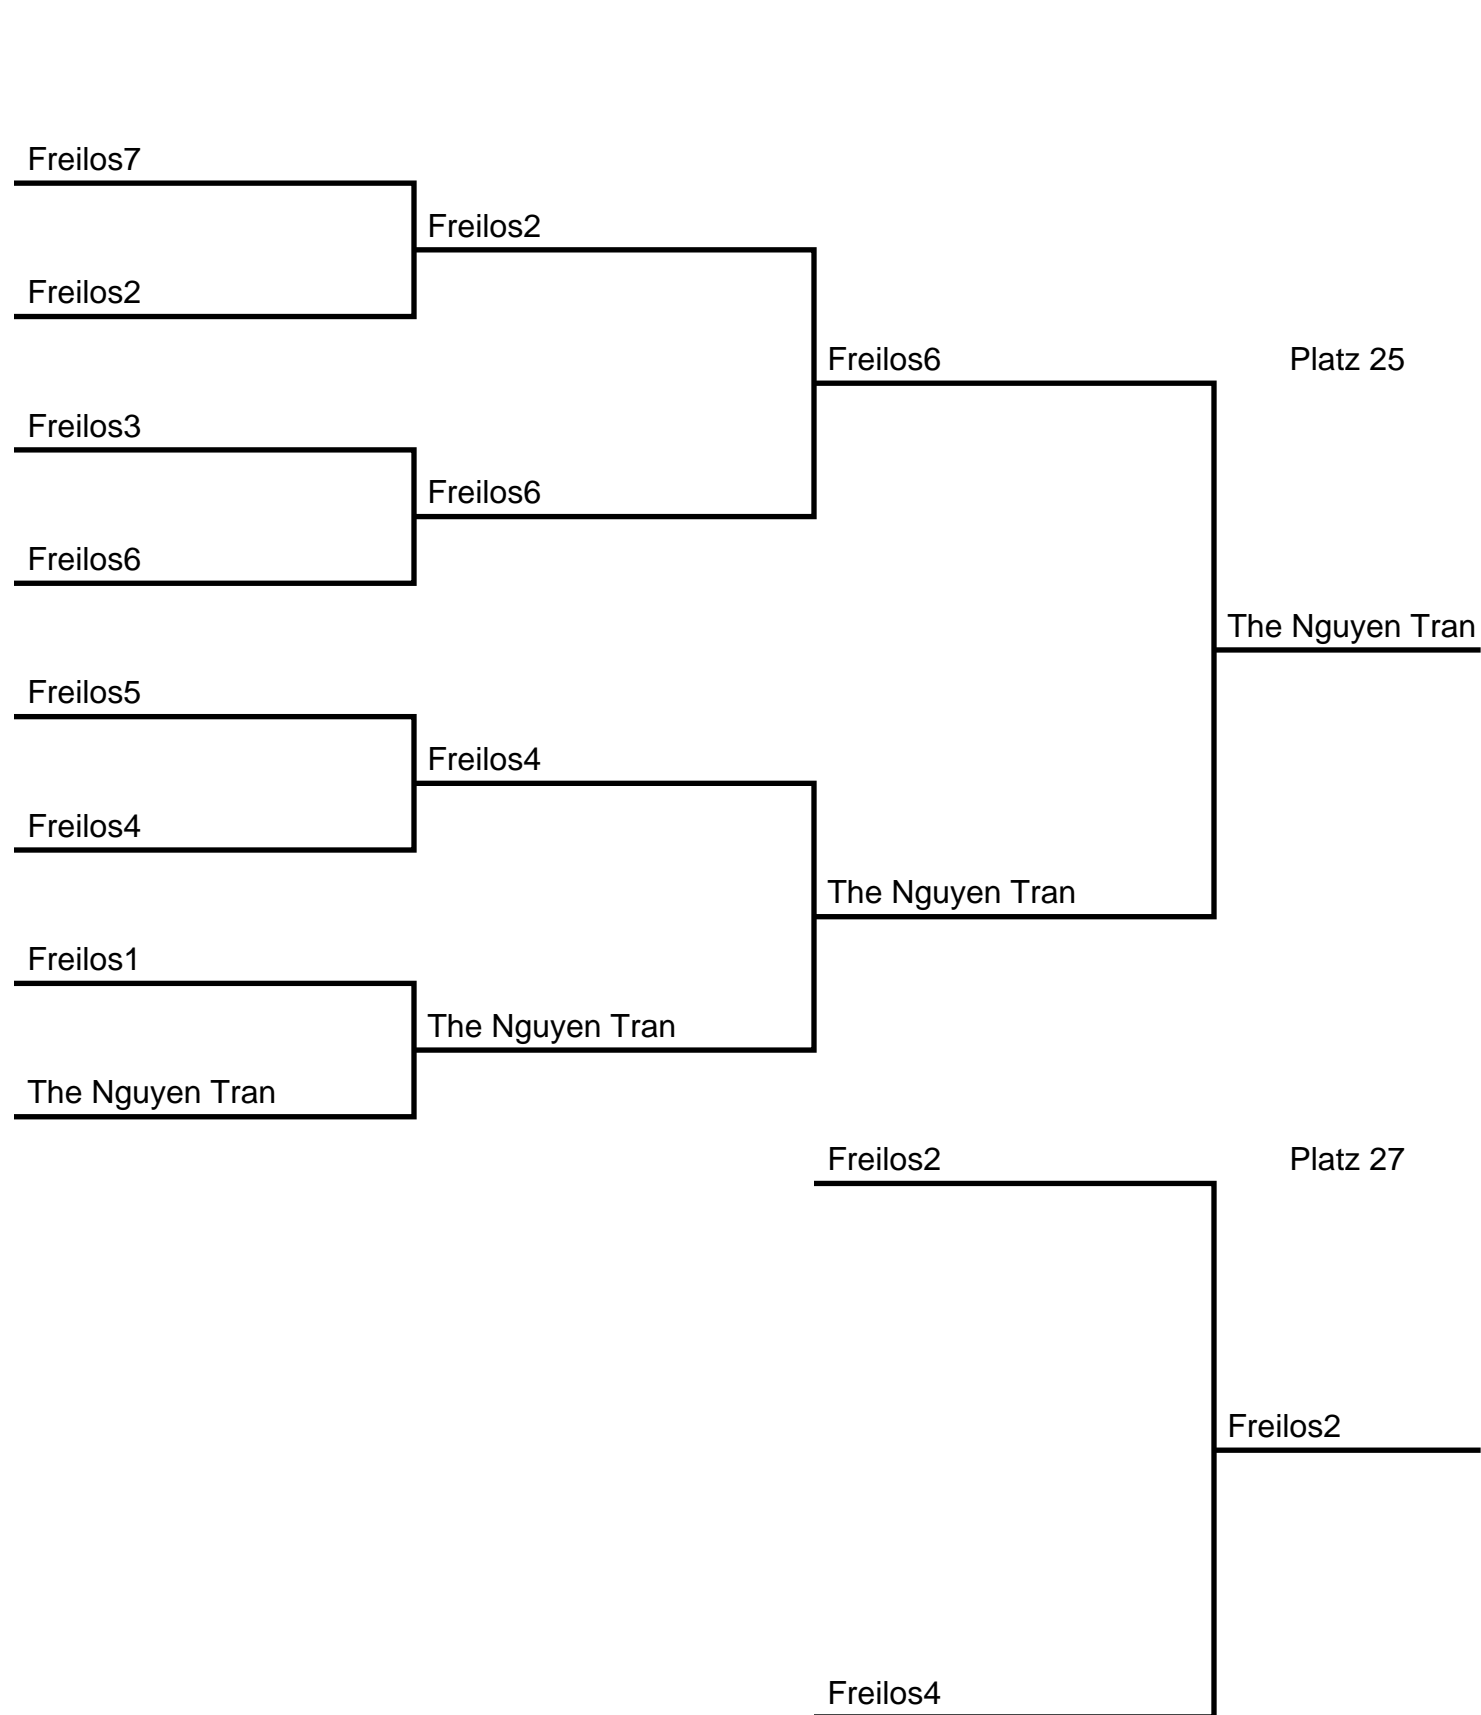 Freilos7
Freilos2
Freilos2
Freilos6
Platz 25
Freilos3
Freilos6
Freilos6
The Nguyen Tran
Freilos5
Freilos4
Freilos4
The Nguyen Tran
Freilos1
The Nguyen Tran
The Nguyen Tran
Freilos2
Platz 27
Freilos2
Freilos4